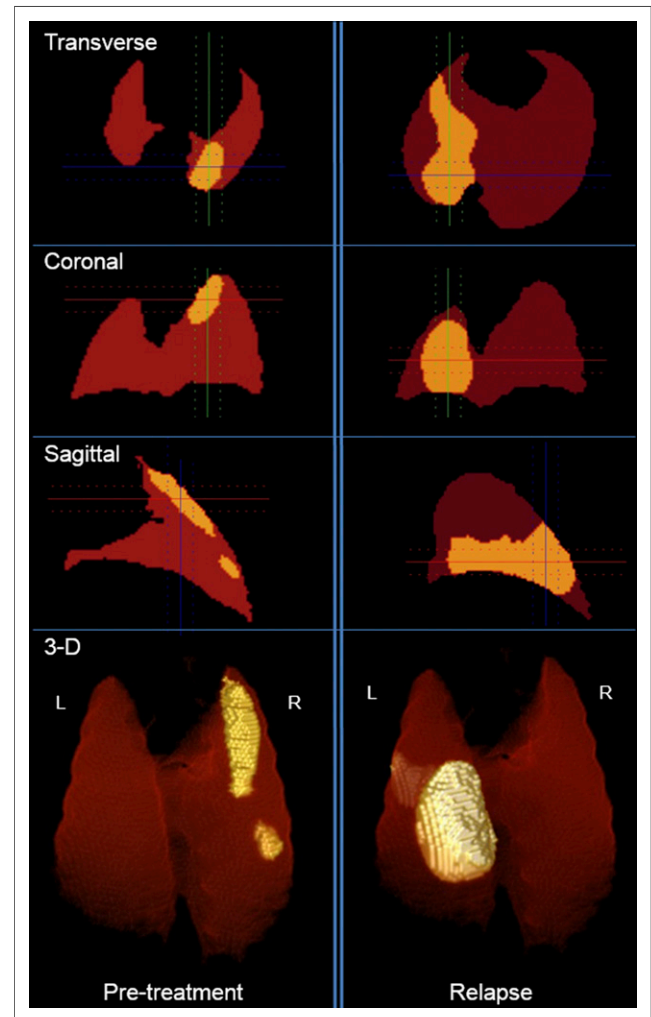 Transverse
Coronal
Sagittal
3-D
L
R
L
R
Pre-treatment
Relapse